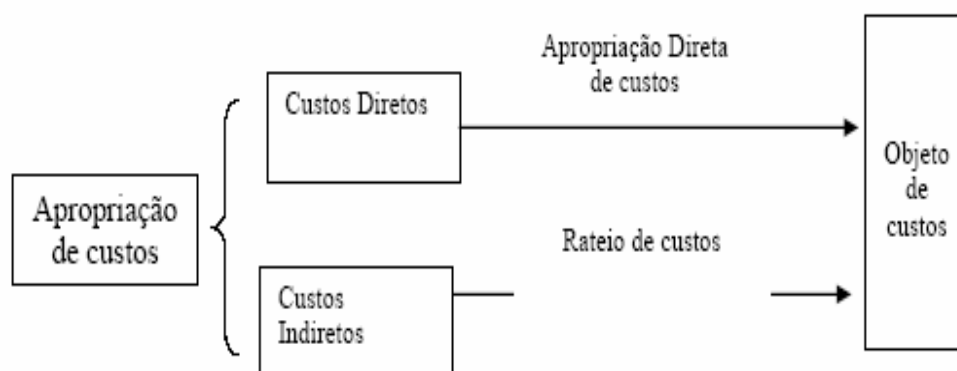 Apropriação
de custos
Custos Diretos
Apropriação Direta
de custos
Custos
Indiretos
Rateio de custos
Objeto
de
custos